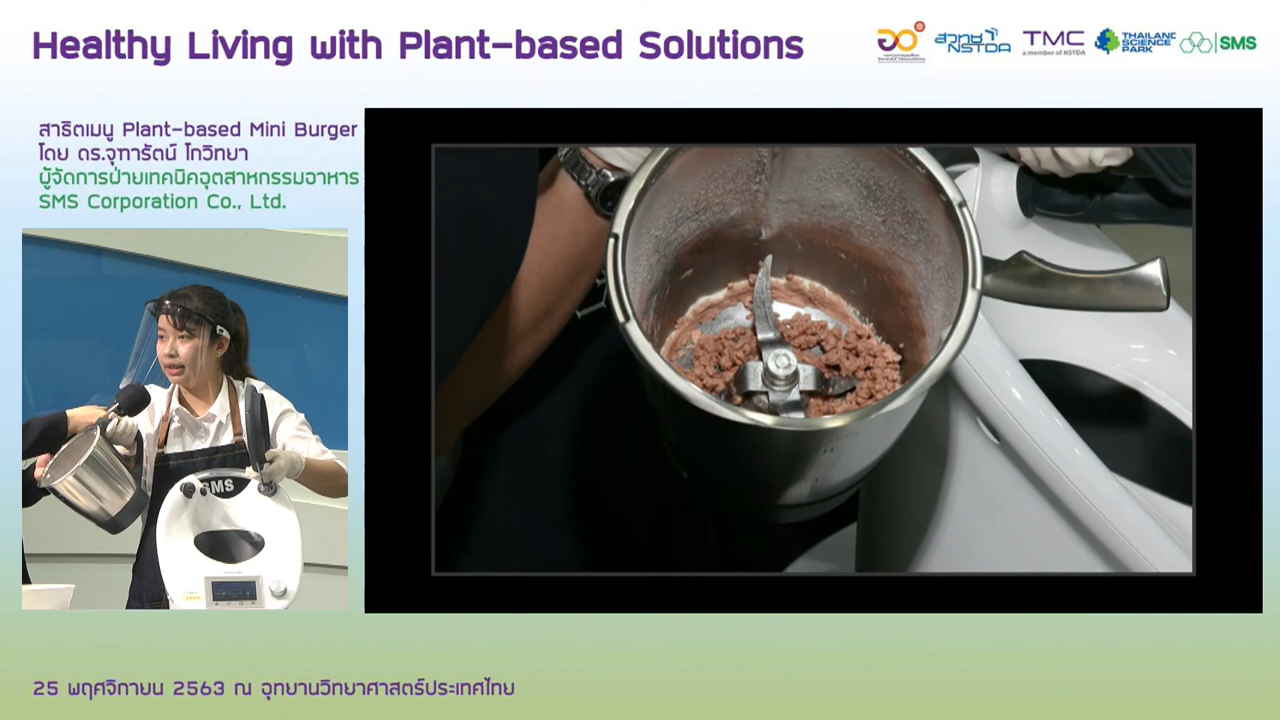 Healthy Living with Plant-based Solutions
สวทช
NSTDA
TMC
a member of NSTDA
THAILAND
SCIENCE
PARK
SMS
สาธิตเมนู Plant-based Mini Burger
โดย ดร.จุฑารัตน์ โกวิทยา
ผู้จัดการฝ่ายเทคนิคอุตสาหกรรมอาหาร
SMS Corporation Co., Ltd.
SMS
25 พฤศจิกายน 2563 ณ อุทยานวิทยาศาสตร์ประเทศไทย